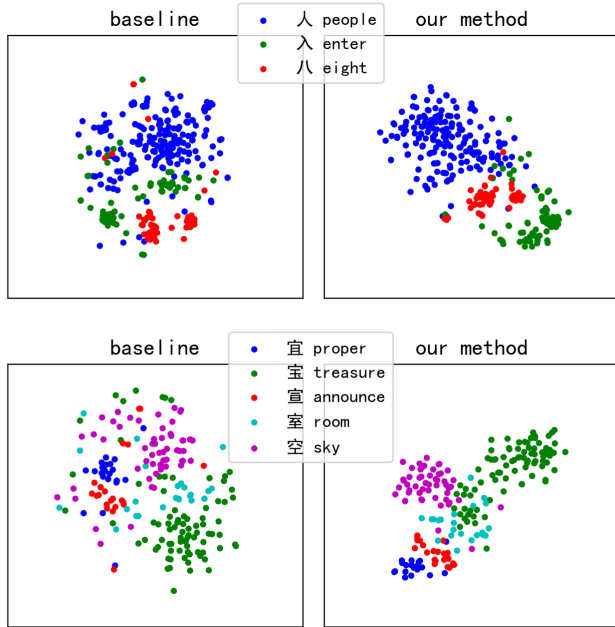 baseline
our method
人 people
入 enter
八 eight
baseline
our method
宜 proper
宝 treasure
宣 announce
室 room
空 sky